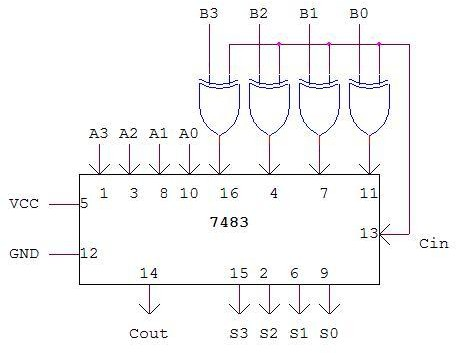 B3 B2 B1 B0
A3 A2 A1 A0
1 3 8 10 16 4 7 11
VCC 5
7483
13 Cin
GND 12
14 15 2 6 9
Cout S3 S2 S1 S0